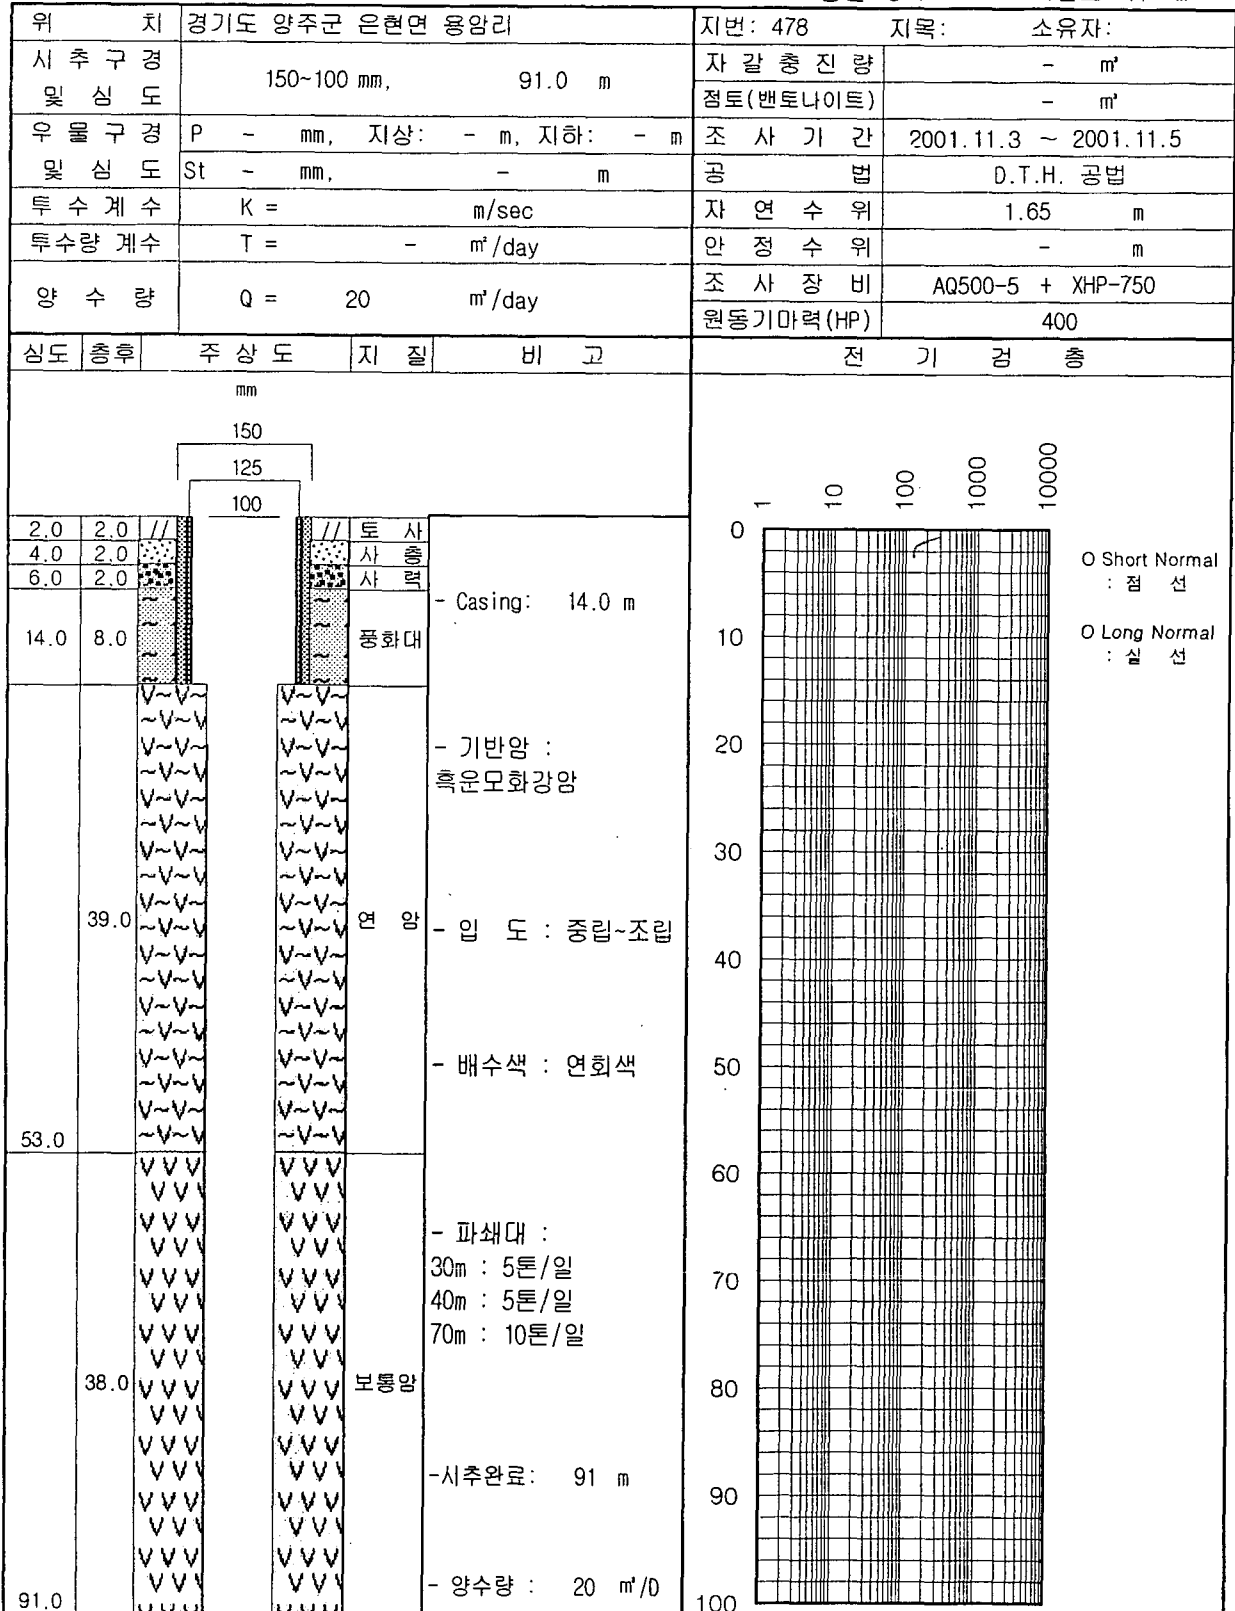 위 치 경기도 양주군 은현면 용암리 지번: 478 지목: 소유자:
시 추 구 경 및 심 도 150~100 mm, 91.0 m
자 갈 충 진 량 - ㎥
점토(밴토나이트) - ㎥
우 물 구 경 및 심 도 P - mm, 지상: - m, 지하: - m
St - mm, - m
조 사 기 간 2001.11.3 ~ 2001.11.5
공 법 D.T.H. 공법
투 수 계 수 K = m/sec
자 연 수 위 1.65 m
투수량 계수 T = - ㎡/day
안 정 수 위 - m
양 수 량 Q = 20 ㎥/day
조 사 장 비 AQ500-5 + XHP-750
원동기마력(HP) 400
심도 층후 주 상 도 지 질 비 고 전 기 검 층
mm
150
125
100
2.0 2.0 // // 토 사
4.0 2.0 사 층
6.0 2.0 사 력
14.0 8.0 풍화대
- Casing: 14.0 m
- 기반암 :
흑운모화강암
39.0 연 암
- 입 도 : 중립~조립
- 배수색 : 연회색
53.0
- 파쇄대 :
30m : 5톤/일
40m : 5톤/일
70m : 10톤/일
38.0 보통암
-시추완료: 91 m
- 양수량 : 20 ㎥/D
91.0
1 10 100 1000 10000
0
10
20
30
40
50
60
70
80
90
100
O Short Normal
: 점 선
O Long Normal
: 실 선